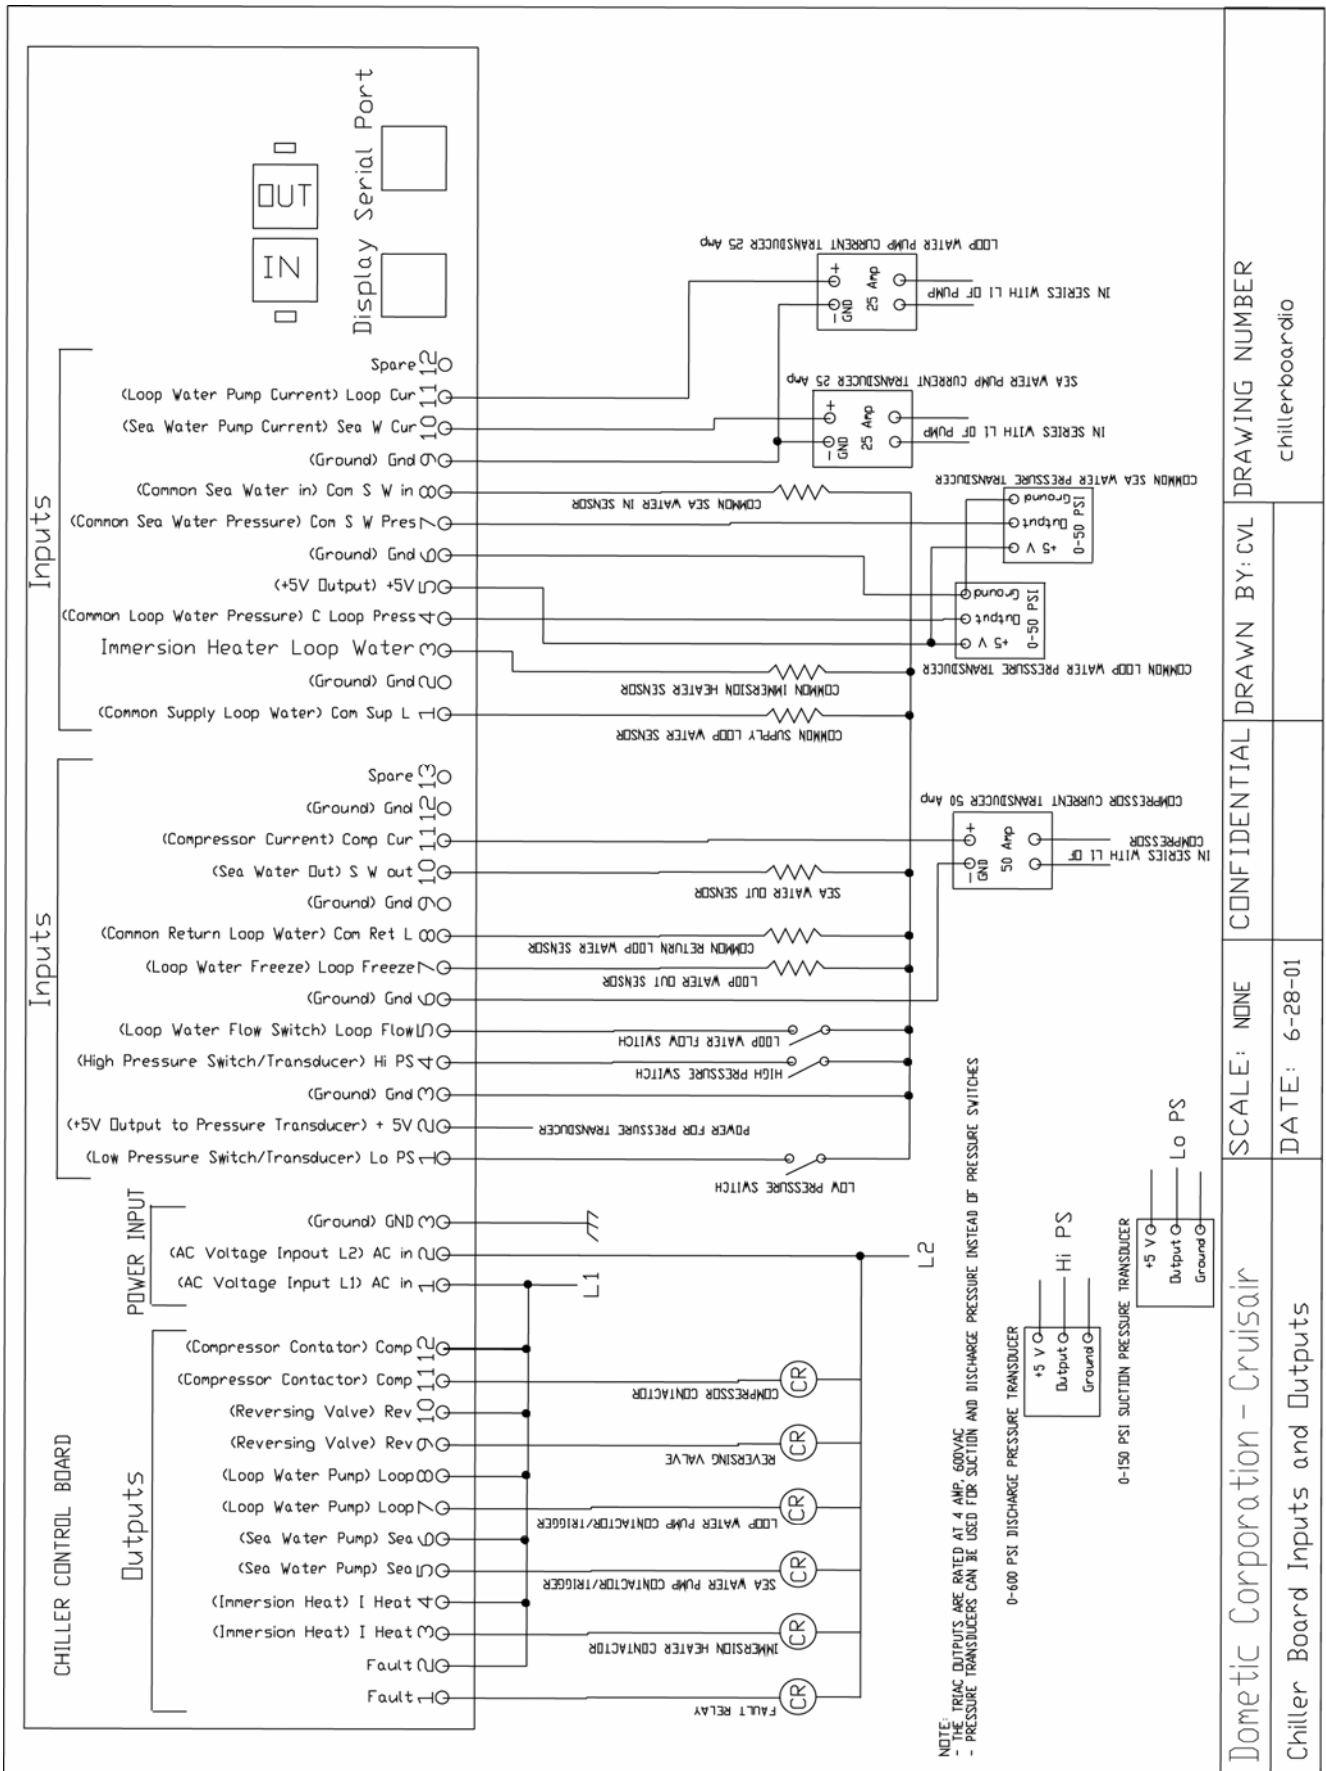 CHILLER CONTROL BOARD
IN
OUT
Display Serial Port
Inputs
Spare 12
(Loop Water Pump Current) Loop Cur 11
(Sea Water Pump Current) Sea W Cur 10
(Ground) Gnd 9
(Common Sea Water in) Com S W in 8
(Common Sea Water Pressure) Com S W Pres 7
(Ground) Gnd 6
(+5V Output) +5V 5
(Common Loop Water Pressure) C Loop Press 4
Immersion Heater Loop Water 3
(Ground) Gnd 2
(Common Supply Loop Water) Com Sup L 1
Inputs
Spare 13
(Ground) Gnd 12
(Compressor Current) Comp Cur 11
(Sea Water Out) S W out 10
(Ground) Gnd 9
(Common Return Loop Water) Com Ret L 8
(Loop Water Freeze) Loop Freeze 7
(Ground) Gnd 6
(Loop Water Flow Switch) Loop Flow 5
(High Pressure Switch/Transducer) Hi PS 4
(Ground) Gnd 3
(+5V Output to Pressure Transducer) + 5V 2
(Low Pressure Switch/Transducer) Lo PS 1
POWER INPUT
(Ground) GND 3
(AC Voltage Inpout L2) AC in 2
(AC Voltage Input L1) AC in 1
Outputs
(Compressor Contator) Comp 12
(Compressor Contactor) Comp 11
(Reversing Valve) Rev 10
(Reversing Valve) Rev 9
(Loop Water Pump) Loop 8
(Loop Water Pump) Loop 7
(Sea Water Pump) Sea 6
(Sea Water Pump) Sea 5
(Immersion Heat) I Heat 4
(Immersion Heat) I Heat 3
Fault 2
Fault 1
LOOP WATER PUMP CURRENT TRANSDUCER 25 Amp
+
-
GND
25 Amp
IN SERIES WITH L1 OF PUMP
SEA WATER PUMP CURRENT TRANSDUCER 25 Amp
+
-
GND
25 Amp
IN SERIES WITH L1 OF PUMP
COMMON SEA WATER IN SENSOR
COMMON SEA WATER PRESSURE TRANSDUCER
Ground
Output
+5 V
0-50 PSI
Ground
Output
+5 V
0-50 PSI
COMMON LOOP WATER PRESSURE TRANSDUCER
COMMON IMMERSION HEATER SENSOR
COMMON SUPPLY LOOP WATER SENSOR
COMPRESSOR CURRENT TRANSDUCER 50 Amp
+
-
GND
50 Amp
IN SERIES WITH L1 OF
COMPRESSOR
SEA WATER OUT SENSOR
COMMON RETURN LOOP WATER SENSOR
LOOP WATER OUT SENSOR
LOOP WATER FLOW SWITCH
HIGH PRESSURE SWITCH
POWER FOR PRESSURE TRANSDUCER
LOW PRESSURE SWITCH
L2
L1
COMPRESSOR CONTACTOR
CR
REVERSING VALVE
CR
LOOP WATER PUMP CONTACTOR/TRIGGER
CR
SEA WATER PUMP CONTACTOR/TRIGGER
CR
IMMERSION HEATER CONTACTOR
CR
FAULT RELAY
CR
NOTE:
- THE TRIAC OUTPUTS ARE RATED AT 4 AMP, 600VAC
- PRESSURE TRANSDUCERS CAN BE USED FOR SUCTION AND DISCHARGE PRESSURE INSTEAD OF PRESSURE SWITCHES
0-600 PSI DISCHARGE PRESSURE TRANSDUCER
+5 V
Output
Ground
Hi PS
0-150 PSI SUCTION PRESSURE TRANSDUCER
+5 V
Output
Ground
Lo PS
Dometic Corporation - Cruisair
Chiller Board Inputs and Outputs
SCALE: NONE
DATE: 6-28-01
CONFIDENTIAL
DRAWN BY: CVL
DRAWING NUMBER
chillerboardio